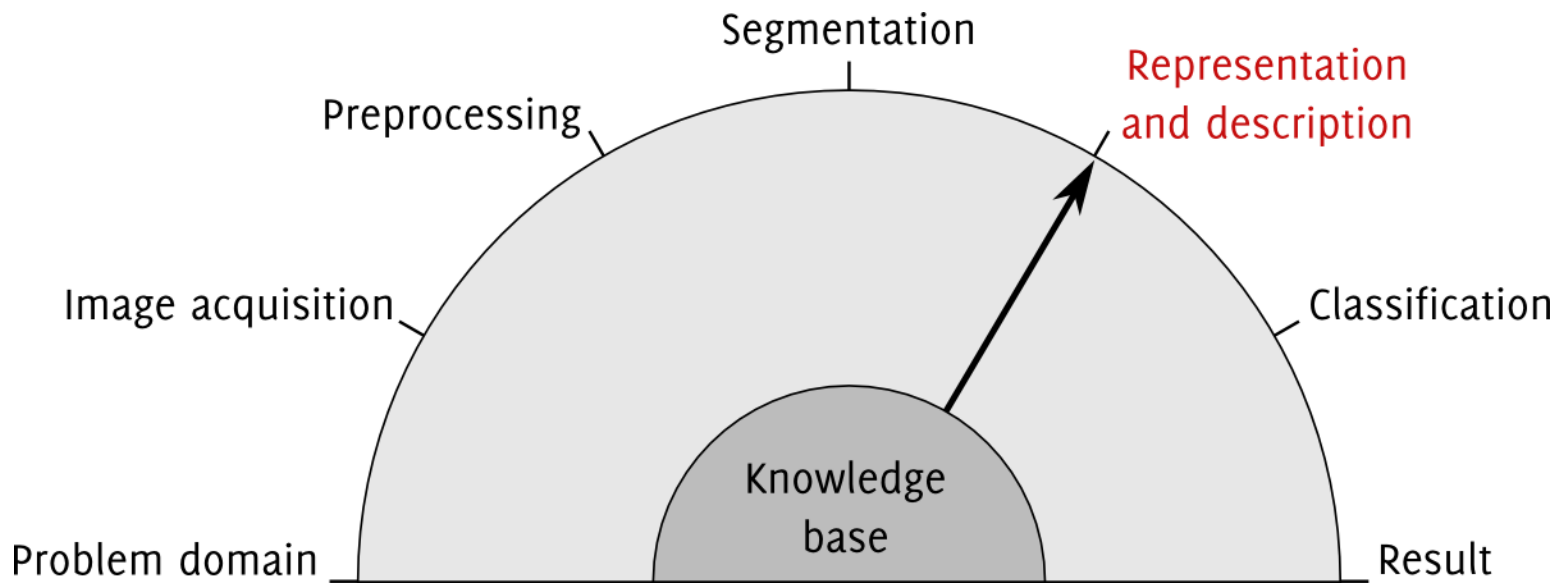 Segmentation
Representation
and description
Preprocessing
Image acquisition
Classification
Knowledge
base
Problem domain
Result